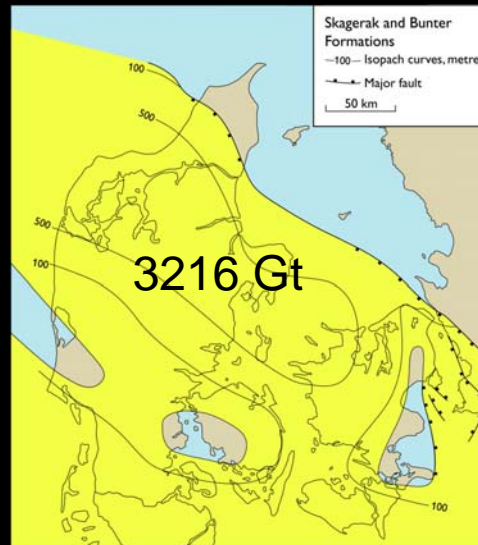 Skagerak and Bunter
Formations
—100— Isopach curves, metre
Major fault
50 km
100
500
500
100
3216 Gt
100